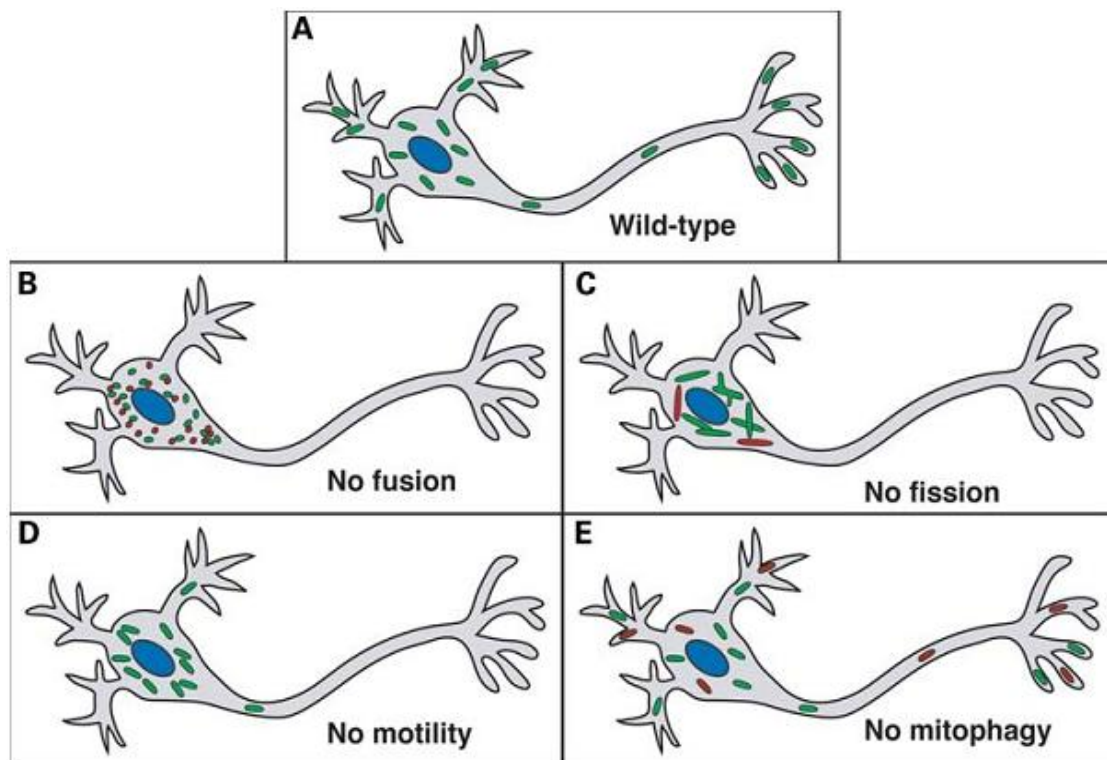 A
Wild-type
B
No fusion
C
No fission
D
No motility
E
No mitophagy